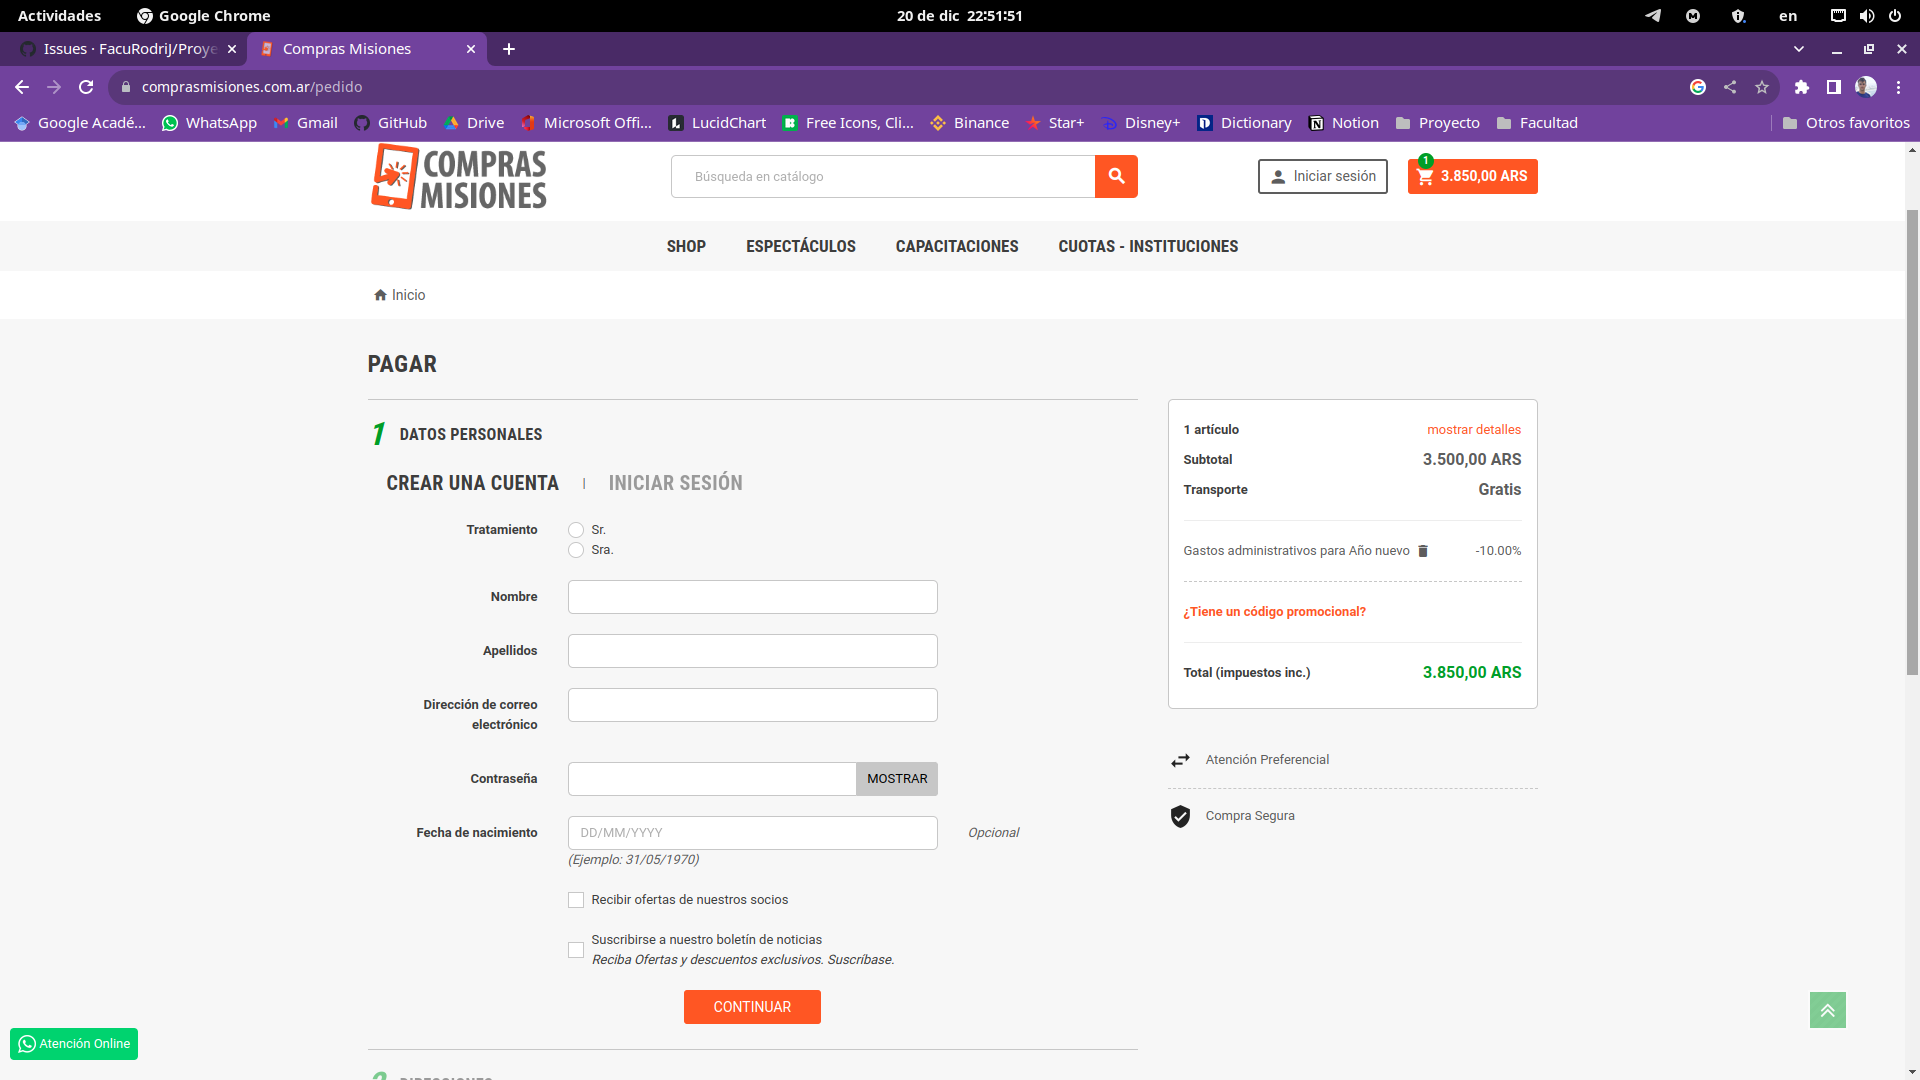 Actividades
Google Chrome
20 de dic 22:51:51
en
Issues · FacuRodriJ/Proye
Compras Misiones
comprasmisiones.com.ar/pedido
Google Acadé...
WhatsApp
Gmail
GitHub
Drive
Microsoft Offi...
LucidChart
Free Icons, Cli...
Binance
Star+
Disney+
Dictionary
Notion
Proyecto
Facultad
Otros favoritos
COMPRAS
MISIONES
Búsqueda en catálogo
Iniciar sesión
1
3.850,00 ARS
SHOP
ESPECTÁCULOS
CAPACITACIONES
CUOTAS - INSTITUCIONES
Inicio
PAGAR
1 DATOS PERSONALES
CREAR UNA CUENTA
INICIAR SESIÓN
Tratamiento
Sr.
Sra.
Nombre
Apellidos
Dirección de correo
electrónico
Contraseña
MOSTRAR
Fecha de nacimiento
DD/MM/YYYY
Opcional
(Ejemplo: 31/05/1970)
Recibir ofertas de nuestros socios
Suscribirse a nuestro boletín de noticias
Reciba Ofertas y descuentos exclusivos. Suscríbase.
CONTINUAR
1 artículo
mostrar detalles
Subtotal
3.500,00 ARS
Transporte
Gratis
Gastos administrativos para Año nuevo
-10.00%
¿Tiene un código promocional?
Total (impuestos inc.)
3.850,00 ARS
Atención Preferencial
Compra Segura
Atención Online